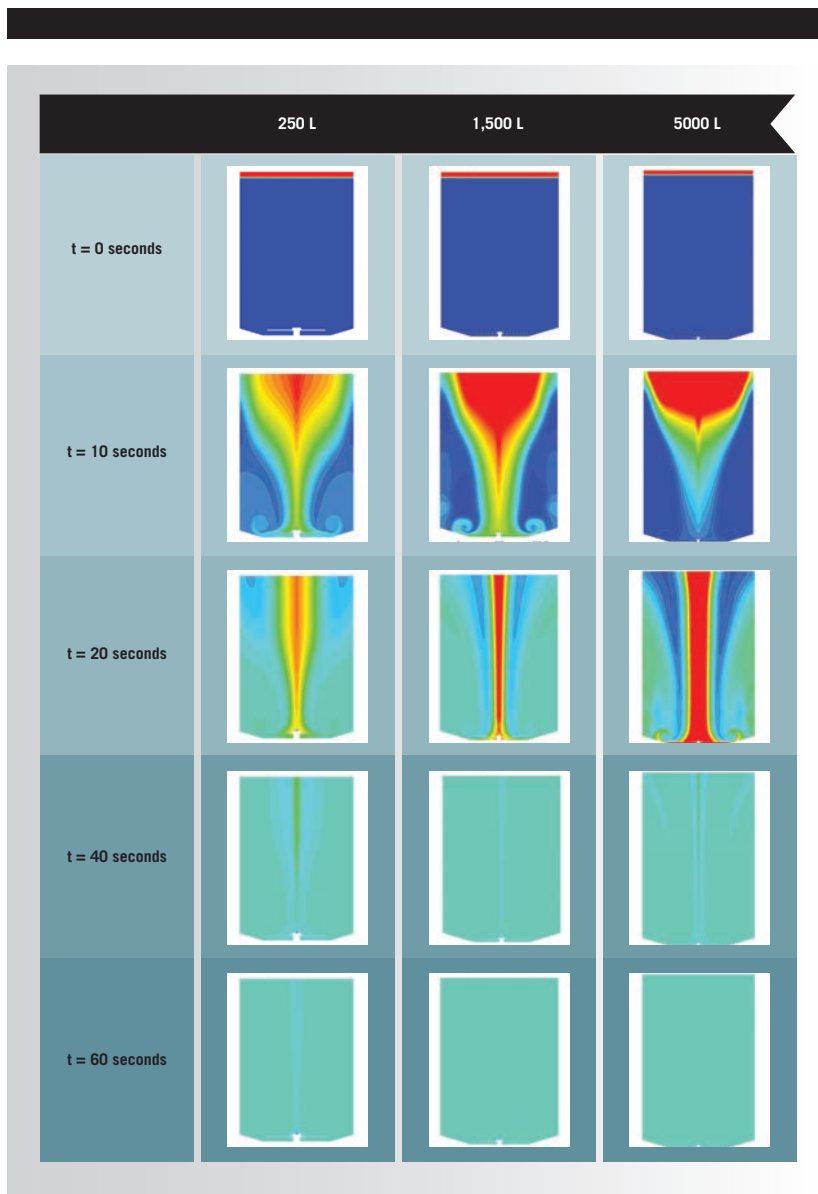 250 L
1,500 L
5000 L
t = 0 seconds
t = 10 seconds
t = 20 seconds
t = 40 seconds
t = 60 seconds